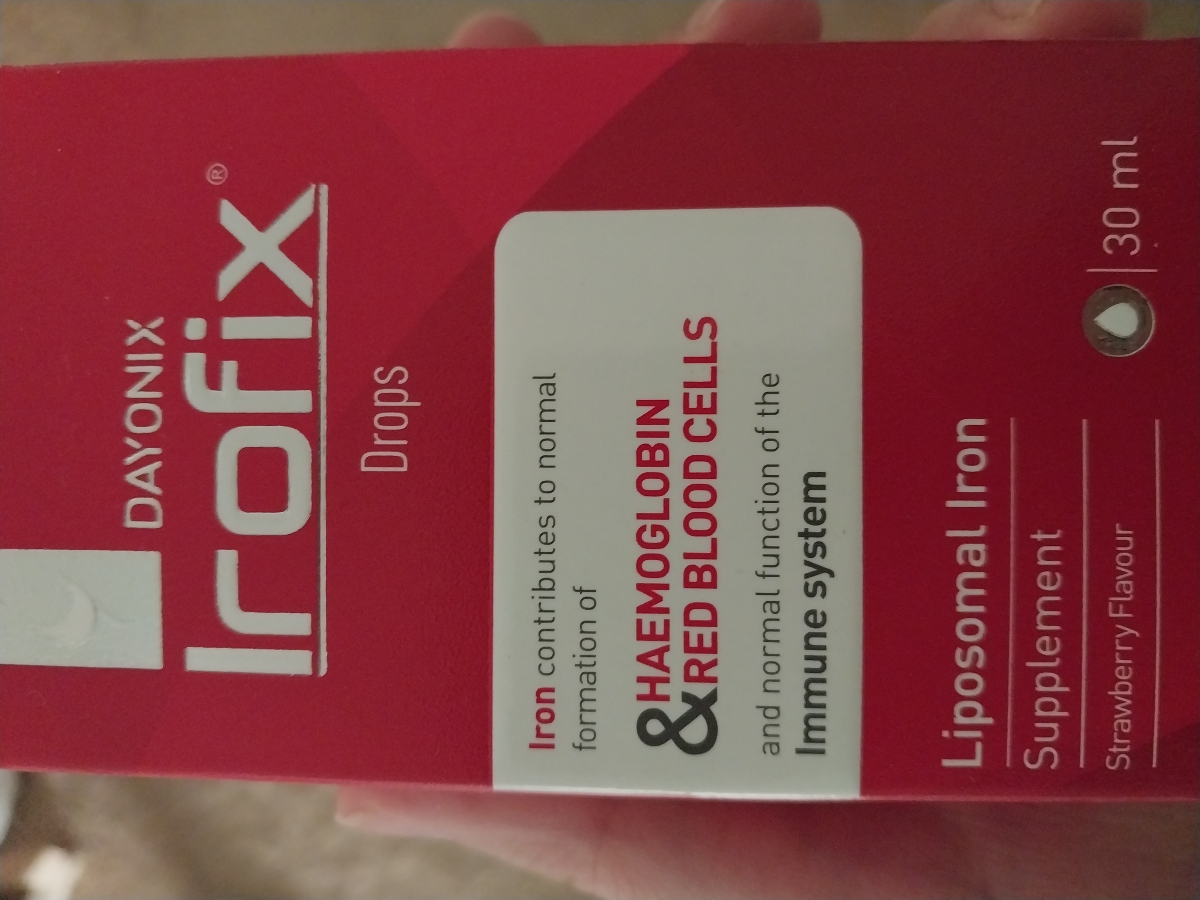 DAYONIX
Irofix®
Drops
Iron contributes to normal
formation of
& HAEMOGLOBIN
RED BLOOD CELLS
and normal function of the
Immune system
Liposomal Iron
Supplement
Strawberry Flavour
30 ml